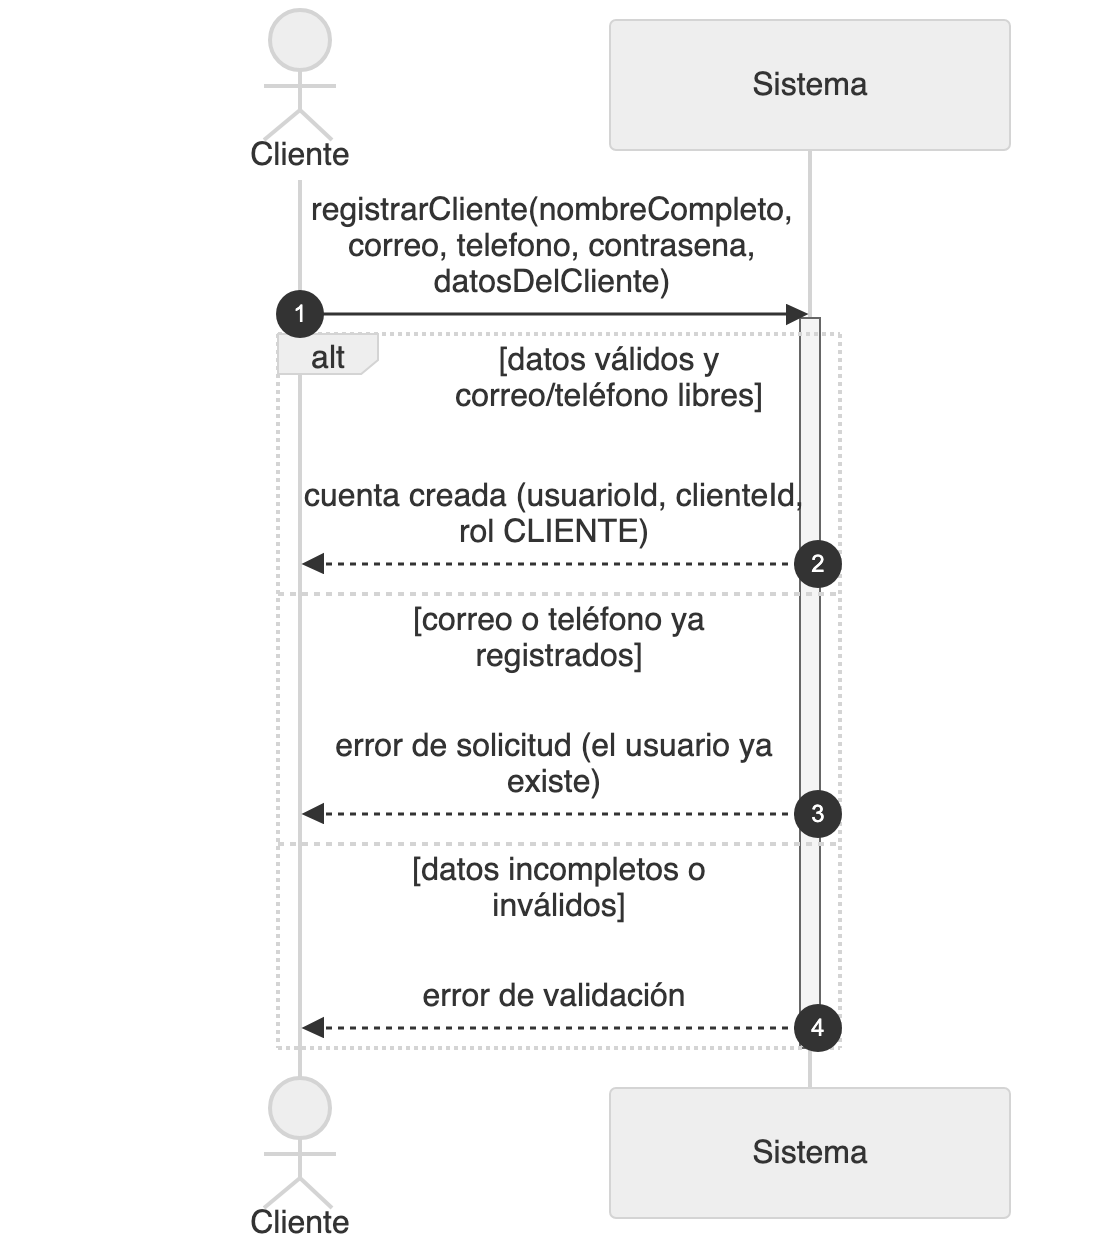 Cliente
Sistema
registrarCliente(nombreCompleto,
correo, telefono, contrasena,
datosDelCliente)
1
alt
[datos válidos y
correo/teléfono libres]
cuenta creada (usuarioId, clienteId,
rol CLIENTE)
2
[correo o teléfono ya
registrados]
error de solicitud (el usuario ya
existe)
3
[datos incompletos o
inválidos]
error de validación
4
Cliente
Sistema